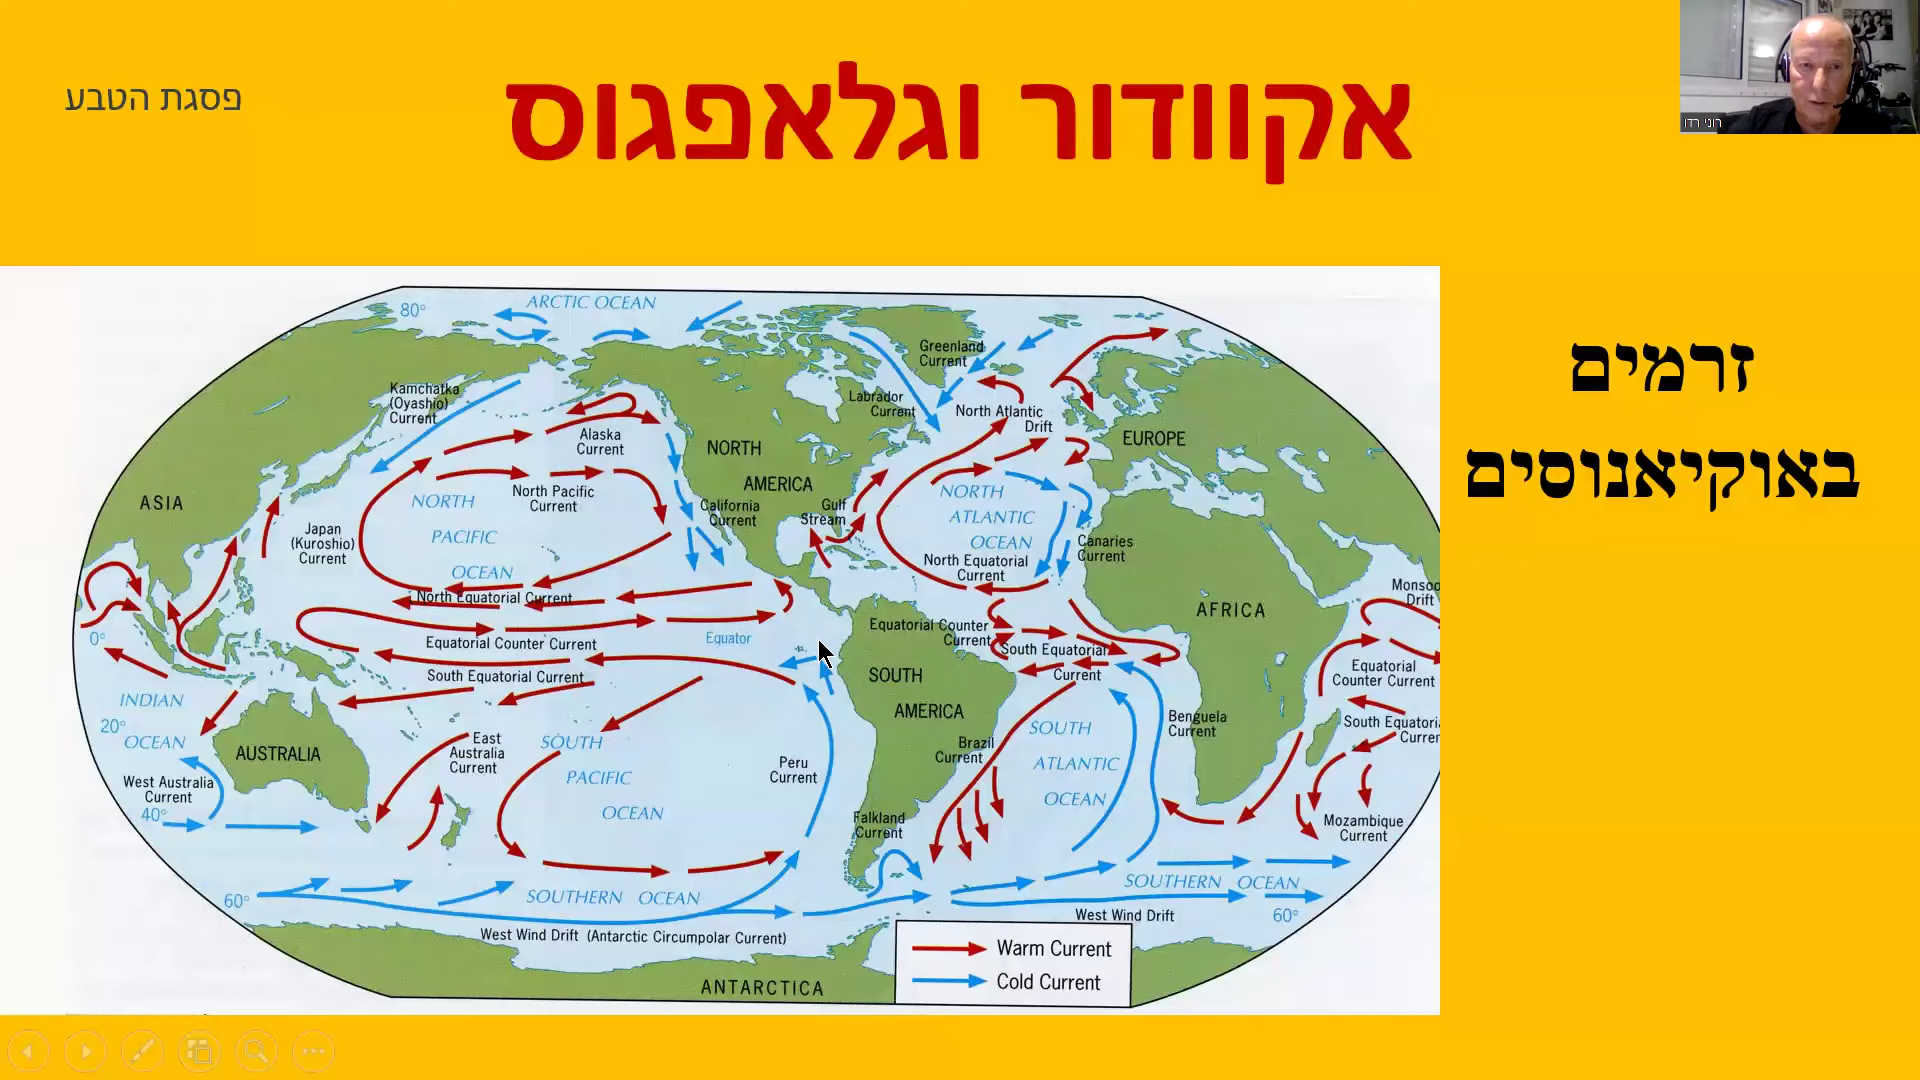 אקוודור וגלאפגוס
פסגת הטבע
רוני רדו
זרמים
באוקיאנוסים
80°
ARCTIC OCEAN
Greenland
Current
Kamchatka
(Oyashio)
Current
Labrador
Current
North Atlantic
Drift
Alaska
Current
NORTH
AMERICA
EUROPE
ASIA
NORTH
PACIFIC
OCEAN
North Pacific
Current
California
Current
Gulf
Stream
NORTH
ATLANTIC
OCEAN
Japan
(Kuroshio)
Current
Canaries
Current
North Equatorial
Current
North Equatorial Current
Monsoo
Drift
AFRICA
0°
Equatorial Counter Current
Equator
Equatorial Counter
Current
South Equatorial
Current
South Equatorial Current
SOUTH
AMERICA
Equatorial
Counter Current
INDIAN
OCEAN
20°
South Equatoria
Curren
AUSTRALIA
East
Australia
Current
SOUTH
PACIFIC
OCEAN
Peru
Current
Brazil
Current
SOUTH
ATLANTIC
OCEAN
Benguela
Current
West Australia
Current
40°
Falkland
Current
Mozambique
Current
60°
SOUTHERN OCEAN
SOUTHERN OCEAN
West Wind Drift
60°
West Wind Drift (Antarctic Circumpolar Current)
ANTARCTICA
Warm Current
Cold Current